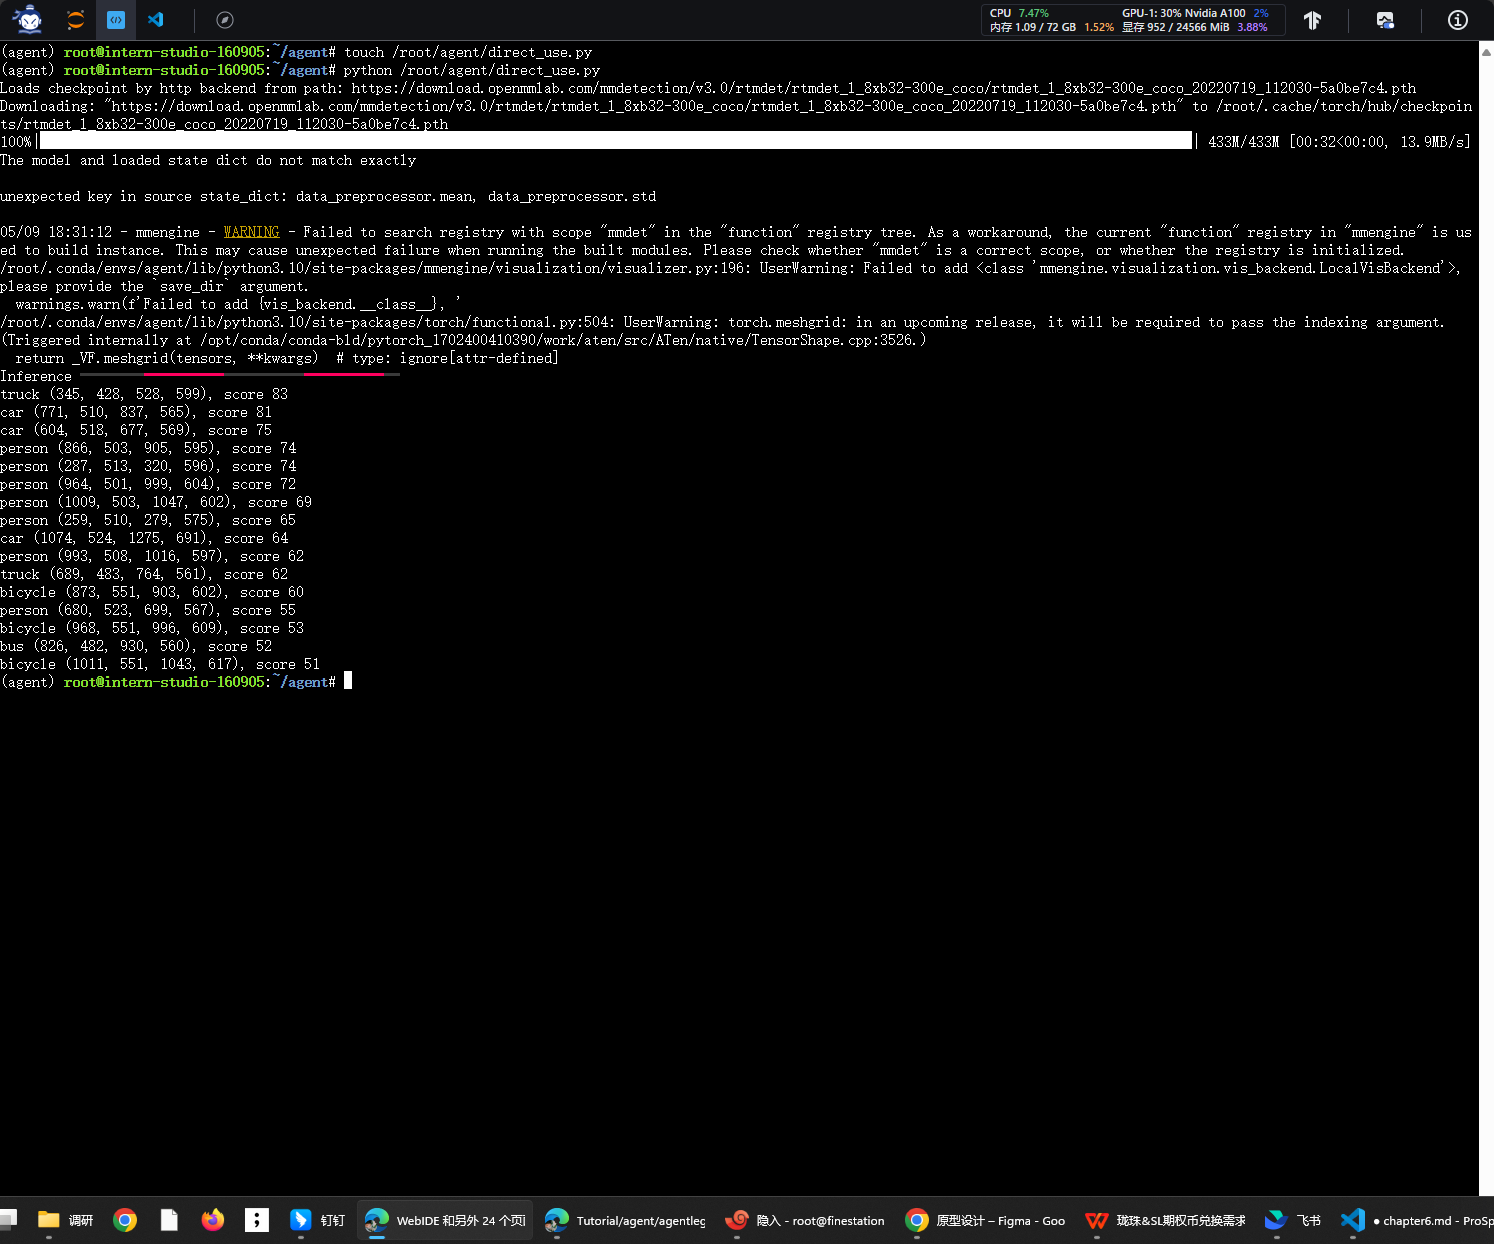 CPU 7.47% GPU-1: 30% Nvidia A100 2%
内存 1.09 / 72 GB 1.52% 显存 952 / 24566 MiB 3.88%
(agent) root@intern-studio-160905:~/agent# touch /root/agent/direct_use.py
(agent) root@intern-studio-160905:~/agent# python /root/agent/direct_use.py
Loads checkpoint by http backend from path: https://download.openmmlab.com/mmdetection/v3.0/rtmdet/rtmdet_l_8xb32-300e_coco/rtmdet_l_8xb32-300e_coco_20220719_112030-5a0be7c4.pth
Downloading: "https://download.openmmlab.com/mmdetection/v3.0/rtmdet/rtmdet_l_8xb32-300e_coco/rtmdet_l_8xb32-300e_coco_20220719_112030-5a0be7c4.pth" to /root/.cache/torch/hub/checkpoin
ts/rtmdet_l_8xb32-300e_coco_20220719_112030-5a0be7c4.pth
100%| | 433M/433M [00:32<00:00, 13.9MB/s]
The model and loaded state dict do not match exactly
unexpected key in source state_dict: data_preprocessor.mean, data_preprocessor.std
05/09 18:31:12 - mmengine - WARNING - Failed to search registry with scope "mmdet" in the "function" registry tree. As a workaround, the current "function" registry in "mmengine" is us
ed to build instance. This may cause unexpected failure when running the built modules. Please check whether "mmdet" is a correct scope, or whether the registry is initialized.
/root/.conda/envs/agent/lib/python3.10/site-packages/mmengine/visualization/visualizer.py:196: UserWarning: Failed to add <class 'mmengine.visualization.vis_backend.LocalVisBackend'>,
please provide the `save_dir` argument.
warnings.warn(f'Failed to add {vis_backend.__class__}, '
/root/.conda/envs/agent/lib/python3.10/site-packages/torch/functional.py:504: UserWarning: torch.meshgrid: in an upcoming release, it will be required to pass the indexing argument.
(Triggered internally at /opt/conda/conda-bld/pytorch_1702400410390/work/aten/src/ATen/native/TensorShape.cpp:3526.)
return _VF.meshgrid(tensors, **kwargs)  # type: ignore[attr-defined]
Inference
truck (345, 428, 528, 599), score 83
car (771, 510, 837, 565), score 81
car (604, 518, 677, 569), score 75
person (866, 503, 905, 595), score 74
person (287, 513, 320, 596), score 74
person (964, 501, 999, 604), score 72
person (1009, 503, 1047, 602), score 69
person (259, 510, 279, 575), score 65
car (1074, 524, 1275, 691), score 64
person (993, 508, 1016, 597), score 62
truck (689, 483, 764, 561), score 62
bicycle (873, 551, 903, 602), score 60
person (680, 523, 699, 567), score 55
bicycle (968, 551, 996, 609), score 53
bus (826, 482, 930, 560), score 52
bicycle (1011, 551, 1043, 617), score 51
(agent) root@intern-studio-160905:~/agent#
调研 钉钉 WebIDE 和另外 24 个页 Tutorial/agent/agentleg 隐入 - root@finestation 原型设计 – Figma - Goo 珑珠&SL期权币兑换需求 飞书 ● chapter6.md - ProSp